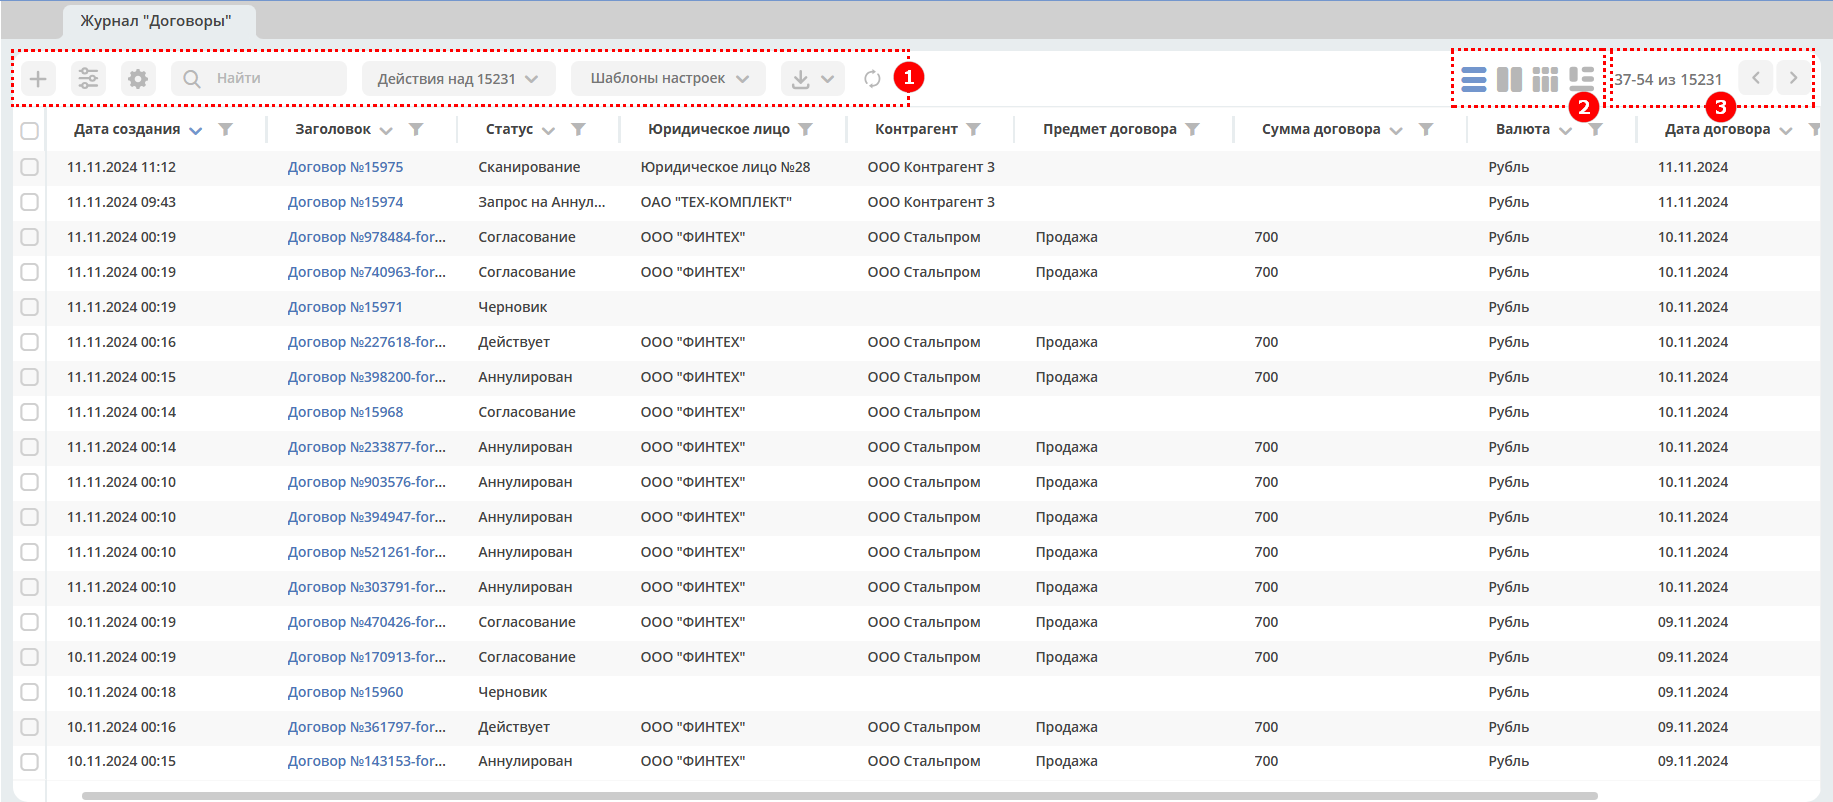 Журнал "Договоры"
Найти Действия над 15231 Шаблоны настроек 1 2 37-54 из 15231 3
Дата создания Заголовок Статус Юридическое лицо Контрагент Предмет договора Сумма договора Валюта Дата договора
11.11.2024 11:12 Договор №15975 Сканирование Юридическое лицо №28 ООО Контрагент 3 Рубль 11.11.2024
11.11.2024 09:43 Договор №15974 Запрос на Аннул... ОАО "ТЕХ-КОМПЛЕКТ" ООО Контрагент 3 Рубль 11.11.2024
11.11.2024 00:19 Договор №978484-for... Согласование ООО "ФИНТЕХ" ООО Стальпром Продажа 700 Рубль 10.11.2024
11.11.2024 00:19 Договор №740963-for... Согласование ООО "ФИНТЕХ" ООО Стальпром Продажа 700 Рубль 10.11.2024
11.11.2024 00:19 Договор №15971 Черновик Рубль 10.11.2024
11.11.2024 00:16 Договор №227618-for... Действует ООО "ФИНТЕХ" ООО Стальпром Продажа 700 Рубль 10.11.2024
11.11.2024 00:15 Договор №398200-for... Аннулирован ООО "ФИНТЕХ" ООО Стальпром Продажа 700 Рубль 10.11.2024
11.11.2024 00:14 Договор №15968 Согласование ООО "ФИНТЕХ" ООО Стальпром Рубль 10.11.2024
11.11.2024 00:14 Договор №233877-for... Аннулирован ООО "ФИНТЕХ" ООО Стальпром Продажа 700 Рубль 10.11.2024
11.11.2024 00:10 Договор №903576-for... Аннулирован ООО "ФИНТЕХ" ООО Стальпром Продажа 700 Рубль 10.11.2024
11.11.2024 00:10 Договор №394947-for... Аннулирован ООО "ФИНТЕХ" ООО Стальпром Продажа 700 Рубль 10.11.2024
11.11.2024 00:10 Договор №521261-for... Аннулирован ООО "ФИНТЕХ" ООО Стальпром Продажа 700 Рубль 10.11.2024
11.11.2024 00:10 Договор №303791-for... Аннулирован ООО "ФИНТЕХ" ООО Стальпром Продажа 700 Рубль 10.11.2024
10.11.2024 00:19 Договор №470426-for... Согласование ООО "ФИНТЕХ" ООО Стальпром Продажа 700 Рубль 09.11.2024
10.11.2024 00:19 Договор №170913-for... Согласование ООО "ФИНТЕХ" ООО Стальпром Продажа 700 Рубль 09.11.2024
10.11.2024 00:18 Договор №15960 Черновик Рубль 09.11.2024
10.11.2024 00:16 Договор №361797-for... Действует ООО "ФИНТЕХ" ООО Стальпром Продажа 700 Рубль 09.11.2024
10.11.2024 00:15 Договор №143153-for... Аннулирован ООО "ФИНТЕХ" ООО Стальпром Продажа 700 Рубль 09.11.2024